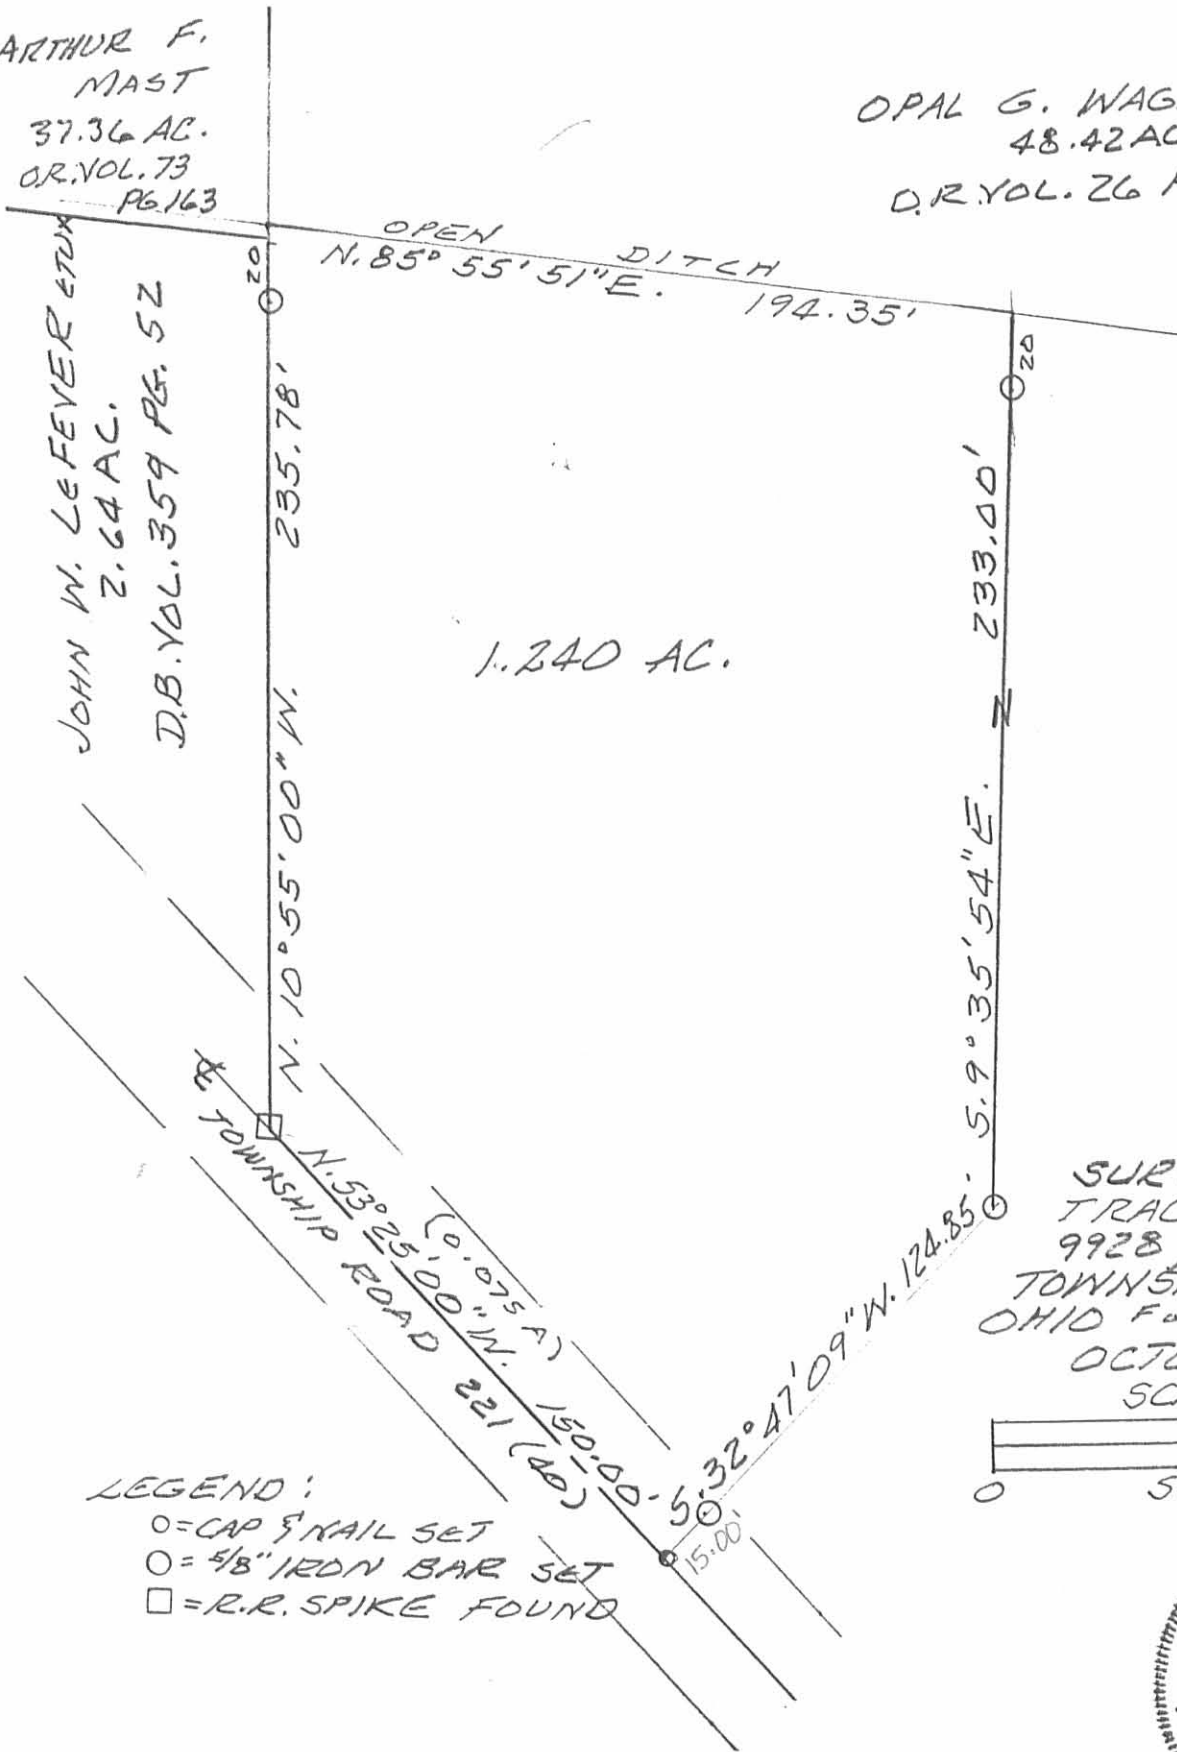 ARTHUR F.
MAST
37.36 AC.
O.R. VOL. 73
PG. 163
OPAL G. WAG
48.42 AC
O.R. VOL. 26
OPEN DITCH
N. 85° 55' 51" E. 194.35'
20
20
JOHN W. LeFEVER ETUX
2.64 AC.
D.B. VOL. 359 PG. 52
N. 10° 55' 00" W. 235.78'
1.240 AC.
S. 9° 35' 54" E. 233.00'
N. 53° 25' 00" W. 150.00
(0.075 A)
TOWNSHIP ROAD 221 (40)
S. 32° 47' 09" W. 124.85'
15.00'
SUR
TRAC
9928
TOWNS
OHIO
OCTO
SC
0
LEGEND:
O = CAP & NAIL SET
O = 5/8" IRON BAR SET
□ = R.R. SPIKE FOUND